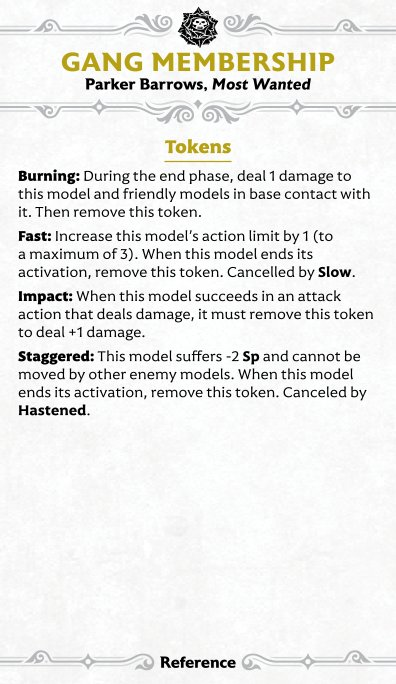 GANG MEMBERSHIP
Parker Barrows, Most Wanted
Tokens
Burning: During the end phase, deal 1 damage to
this model and friendly models in base contact with
it. Then remove this token.
Fast: Increase this model's action limit by 1 (to
a maximum of 3). When this model ends its
activation, remove this token. Cancelled by Slow.
Impact: When this model succeeds in an attack
action that deals damage, it must remove this token
to deal +1 damage.
Staggered: This model suffers -2 Sp and cannot be
moved by other enemy models. When this model
ends its activation, remove this token. Canceled by
Hastened.
Reference